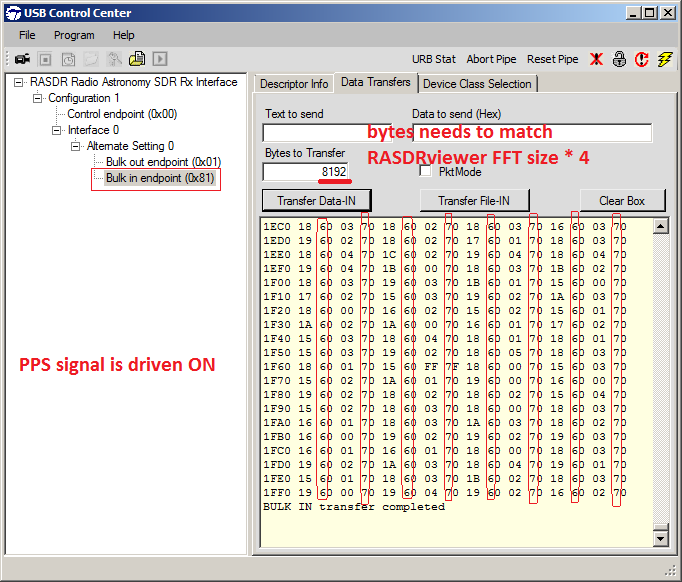 USB Control Center
File Program Help
URB Stat Abort Pipe Reset Pipe
RASDR Radio Astronomy SDR Rx Interface
Configuration 1
Control endpoint (0x00)
Interface 0
Alternate Setting 0
Bulk out endpoint (0x01)
Bulk in endpoint (0x81)
PPS signal is driven ON
Descriptor Info Data Transfers Device Class Selection
Text to send Data to send (Hex)
bytes needs to match
RASDRviewer FFT size * 4
Bytes to Transfer
8192 PktMode
Transfer Data-IN Transfer File-IN Clear Box
1EC0 18 60 03 70 18 60 02 70 18 60 03 70 16 60 03 70
1ED0 19 60 02 70 18 60 02 70 17 60 01 70 18 60 03 70
1EE0 18 60 04 70 1C 60 02 70 19 60 04 70 18 60 04 70
1EF0 19 60 04 70 1B 60 00 70 19 60 03 70 18 60 02 70
1F00 18 60 03 70 19 60 03 70 1B 60 01 70 15 60 00 70
1F10 17 60 02 70 15 60 00 70 19 60 02 70 1A 60 03 70
1F20 15 60 00 70 16 60 02 70 15 60 01 70 18 60 02 70
1F30 1A 60 00 70 1A 60 00 70 16 60 01 70 17 60 00 70
1F40 15 60 03 70 18 60 04 70 18 60 01 70 18 60 01 70
1F50 15 60 03 70 19 60 02 70 18 60 05 70 18 60 03 70
1F60 18 60 01 70 15 60 FF 7F 18 60 00 70 15 60 03 70
1F70 15 60 02 70 1A 60 01 70 19 60 01 70 16 60 01 70
1F80 19 60 02 70 18 60 02 70 19 60 02 70 15 60 04 70
1F90 15 60 03 70 18 60 03 70 15 60 01 70 18 60 03 70
1FA0 16 60 01 70 18 60 03 70 1A 60 03 70 19 60 03 70
1FB0 16 60 00 70 19 60 00 70 19 60 01 70 19 60 00 70
1FC0 16 60 01 70 18 60 02 70 16 60 01 70 15 60 03 70
1FD0 19 60 03 70 1A 60 03 70 18 60 04 70 19 60 01 70
1FE0 15 60 01 70 18 60 03 70 1B 60 02 70 18 60 03 70
1FF0 19 60 00 70 19 60 04 70 19 60 02 70 16 60 02 70
BULK IN transfer completed